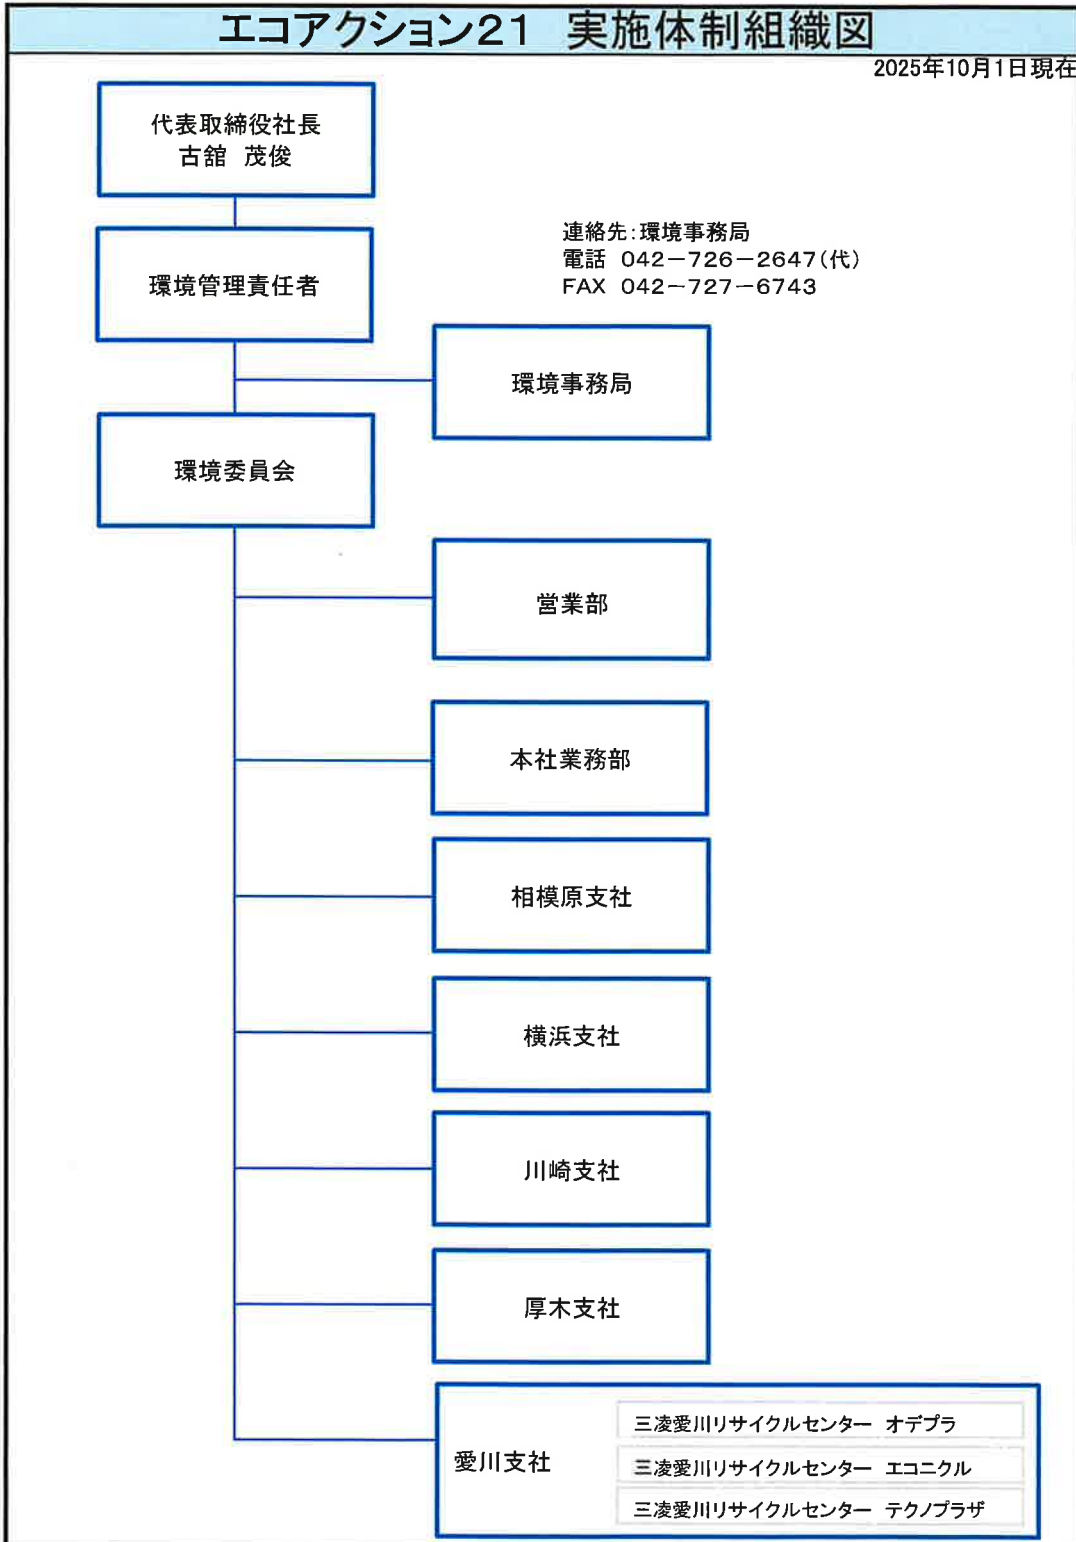 エコアクション21 実施体制組織図
2025年10月1日現在
代表取締役社長
古舘 茂俊
環境管理責任者
連絡先:環境事務局
電話 042－726－2647(代)
FAX 042－727－6743
環境事務局
環境委員会
営業部
本社業務部
相模原支社
横浜支社
川崎支社
厚木支社
愛川支社
三凌愛川リサイクルセンター オデプラ
三凌愛川リサイクルセンター エコニクル
三凌愛川リサイクルセンター テクノプラザ